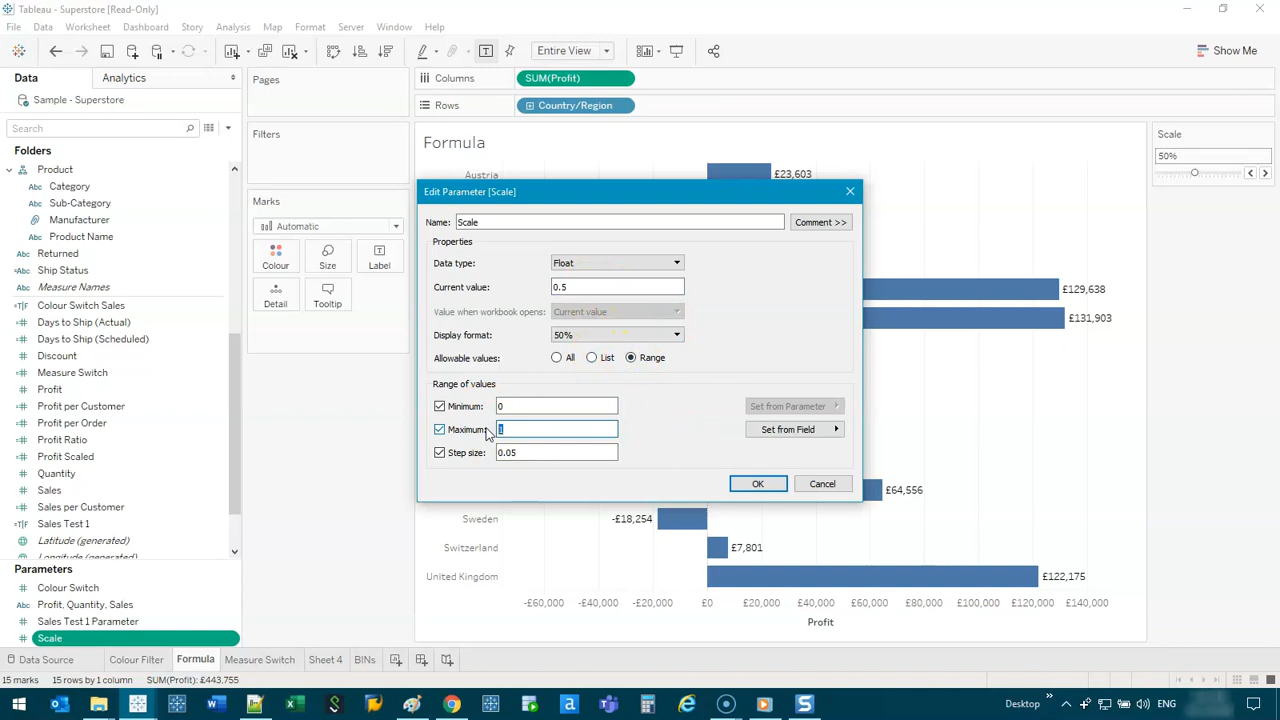 Tableau - Superstore [Read-Only]
File Data Worksheet Dashboard Story Analysis Map Format Server Window Help
Entire View
Show Me
Data Analytics
Pages
Columns SUM(Profit)
Sample - Superstore
Rows Country/Region
Search
Filters
Folders
Product
Abc Category
Abc Sub-Category
Manufacturer
Abc Product Name
Abc Returned
Abc Ship Status
Abc Measure Names
=T|F Colour Switch Sales
# Days to Ship (Actual)
# Days to Ship (Scheduled)
# Discount
=Abc Measure Switch
# Profit
# Profit per Customer
# Profit per Order
# Profit Ratio
# Profit Scaled
# Quantity
# Sales
# Sales per Customer
=T|F Sales Test 1
Latitude (generated)
Longitude (generated)
Parameters
# Colour Switch
Abc Profit, Quantity, Sales
# Sales Test 1 Parameter
# Scale
Marks
Automatic
Colour Size Label
Detail Tooltip
Formula
Scale
50%
Austria £23,603
£129,638
£131,903
£64,556
Sweden -£18,254
Switzerland £7,801
United Kingdom £122,175
-£60,000 -£40,000 -£20,000 £0 £20,000 £40,000 £60,000 £80,000 £100,000 £120,000 £140,000
Profit
Edit Parameter [Scale]
Name: Scale Comment >>
Properties
Data type: Float
Current value: 0.5
Value when workbook opens: Current value
Display format: 50%
Allowable values: All List Range
Range of values
Minimum: 0 Set from Parameter
Maximum: 1 Set from Field
Step size: 0.05
OK Cancel
Data Source Colour Filter Formula Measure Switch Sheet 4 BINs
15 marks 15 rows by 1 column SUM(Profit): £443,755
Desktop ENG